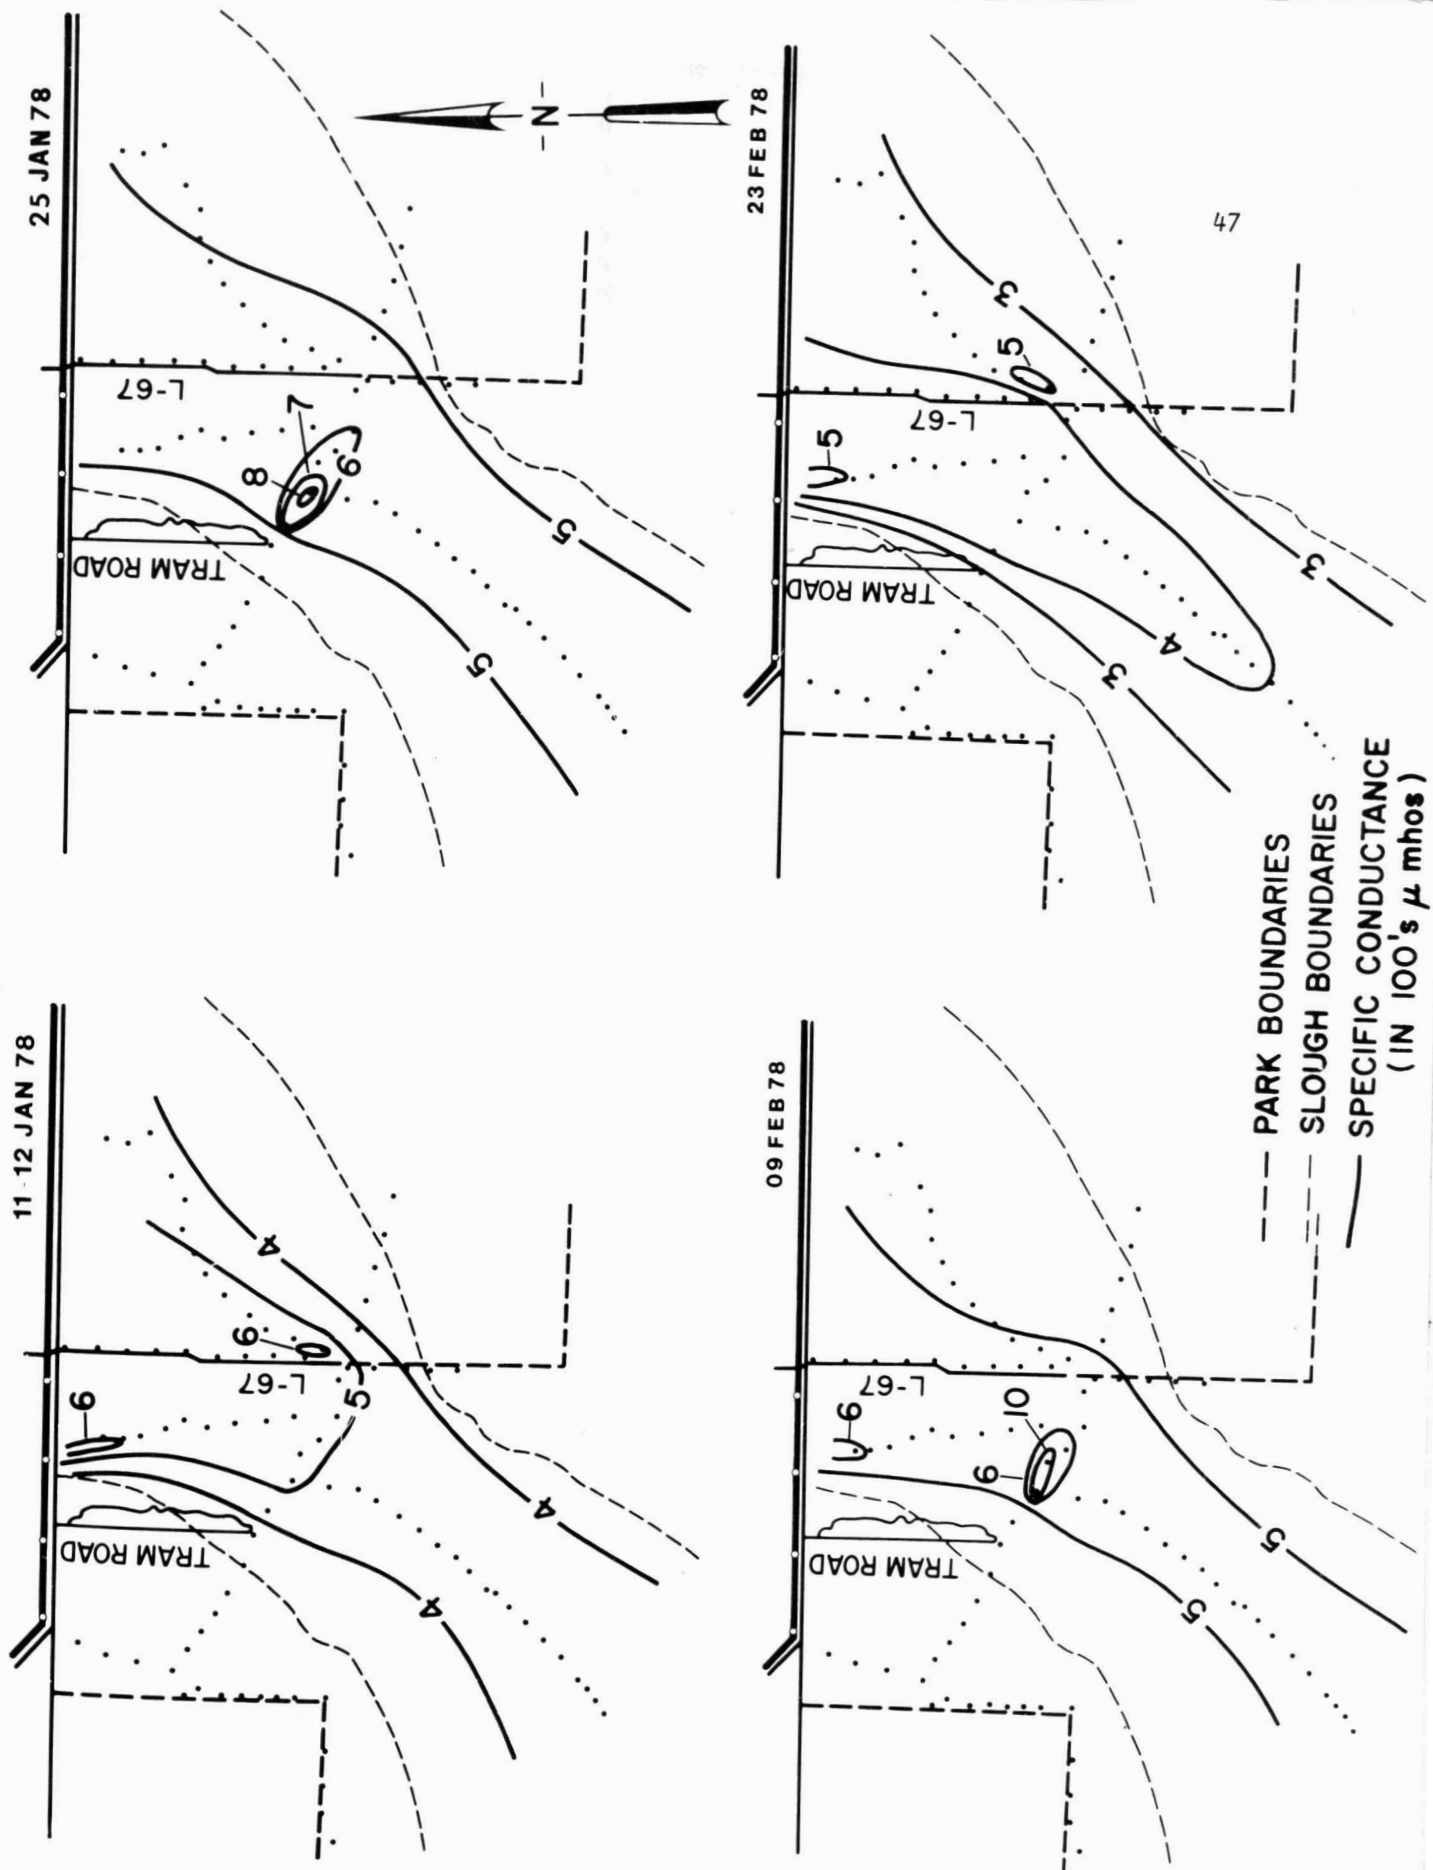 11-12 JAN 78
TRAM ROAD
L-67
6
6
5
4
4
4
25 JAN 78
TRAM ROAD
L-67
8
7
6
5
5
-N-
09 FEB 78
TRAM ROAD
L-67
6
6
10
5
5
23 FEB 78
TRAM ROAD
L-67
5
5
3
4
3
3
PARK BOUNDARIES
SLOUGH BOUNDARIES
SPECIFIC CONDUCTANCE
(IN 100's µ mhos)
47